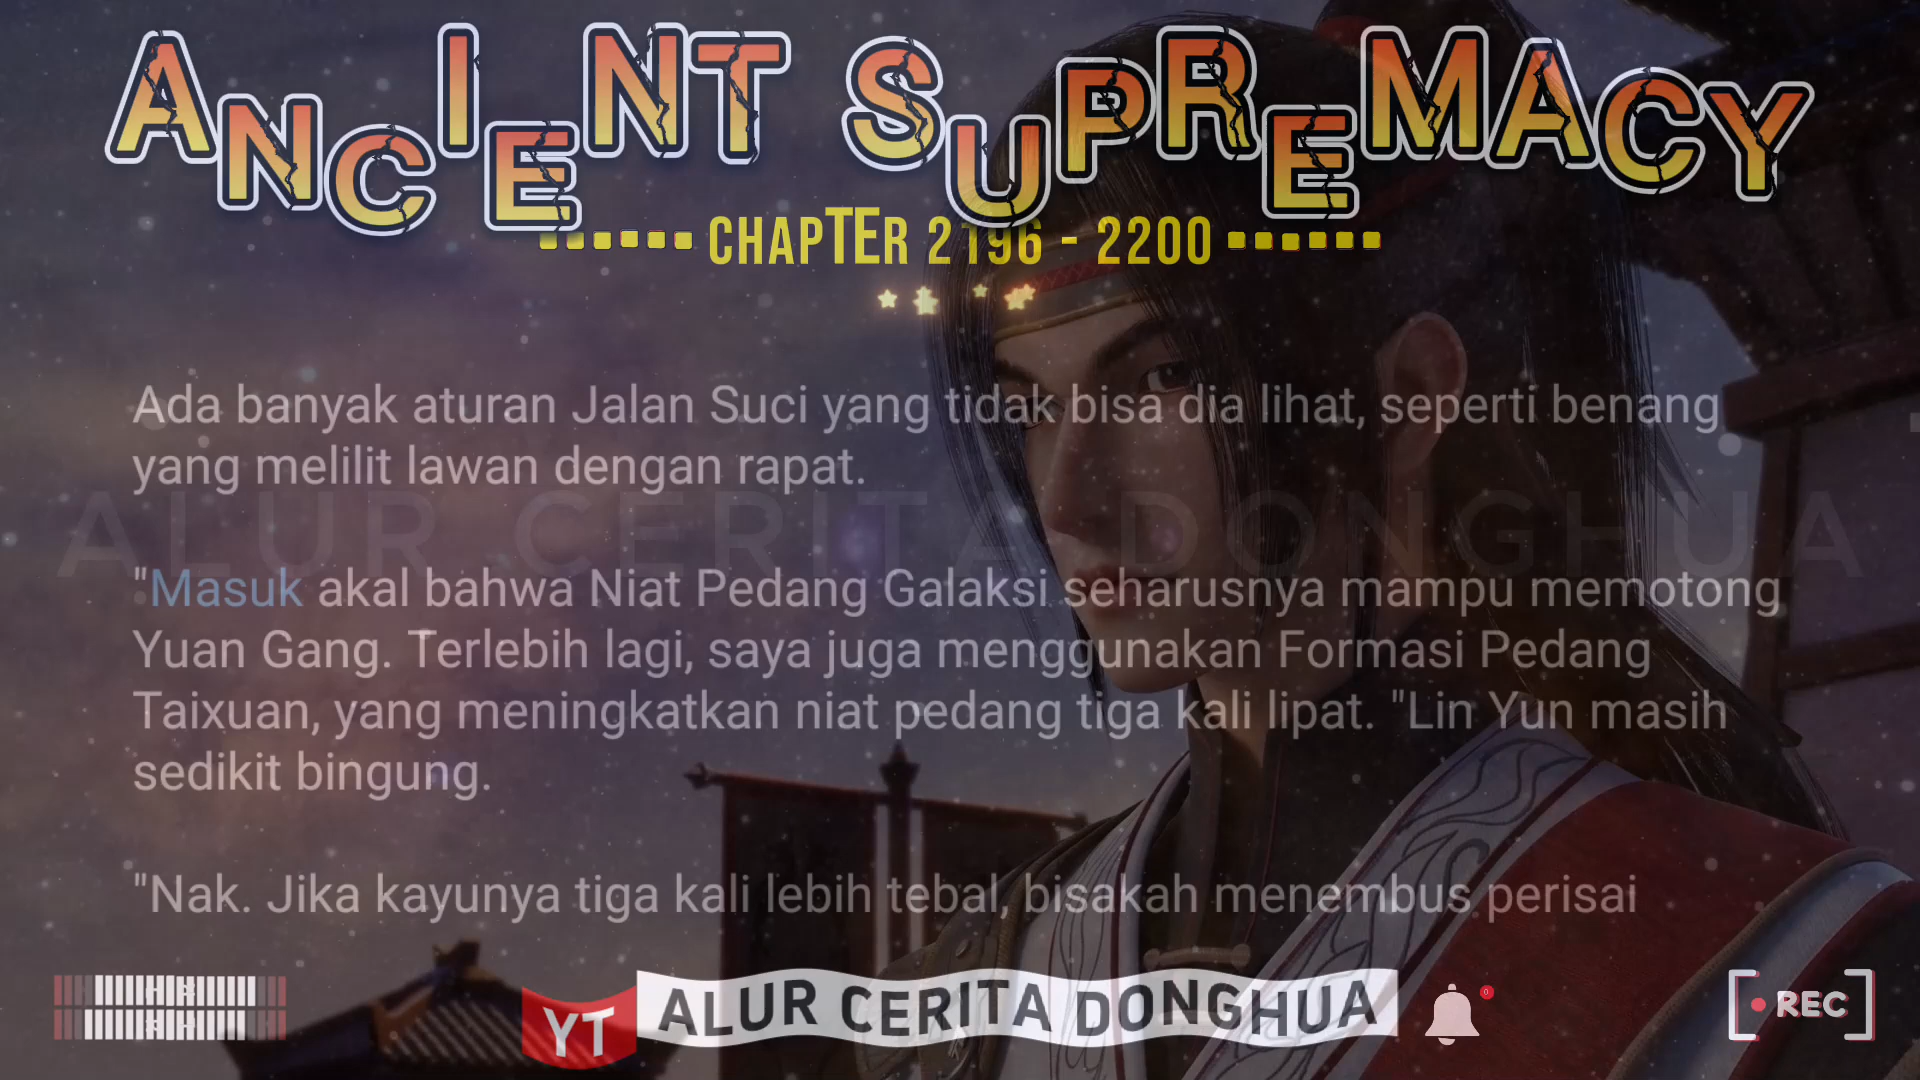 ANCIENT SUPREMACY
CHAPTER 2196 - 2200
Ada banyak aturan Jalan Suci yang tidak bisa dia lihat, seperti benang
yang melilit lawan dengan rapat.
ALUR CERITA DONGHUA
"Masuk akal bahwa Niat Pedang Galaksi seharusnya mampu memotong
Yuan Gang. Terlebih lagi, saya juga menggunakan Formasi Pedang
Taixuan, yang meningkatkan niat pedang tiga kali lipat. "Lin Yun masih
sedikit bingung.
"Nak. Jika kayunya tiga kali lebih tebal, bisakah menembus perisai
YT ALUR CERITA DONGHUA
REC